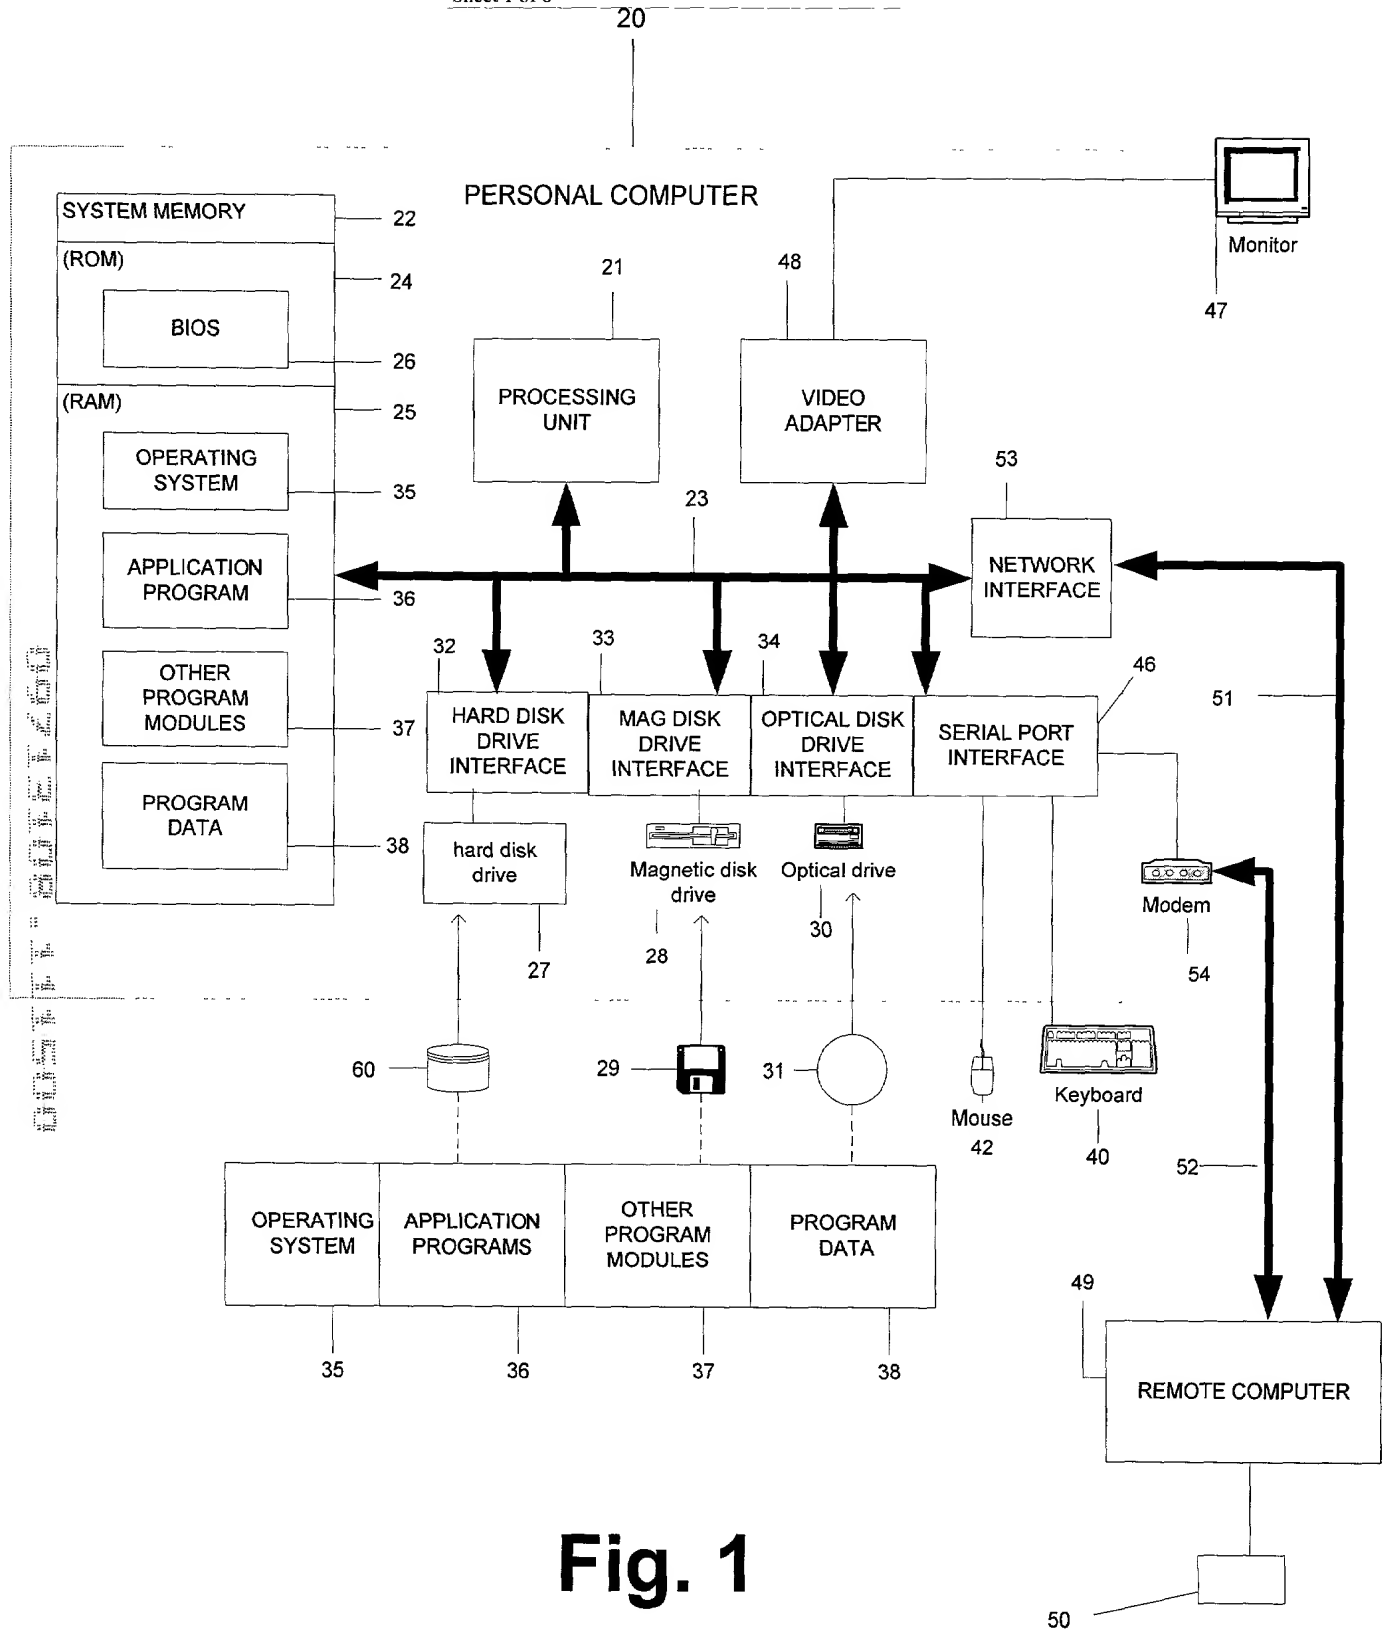 20
PERSONAL COMPUTER
SYSTEM MEMORY
22
(ROM)
24
BIOS
26
(RAM)
25
OPERATING
SYSTEM
35
APPLICATION
PROGRAM
36
OTHER
PROGRAM
MODULES
37
PROGRAM
DATA
38
21
PROCESSING
UNIT
48
VIDEO
ADAPTER
Monitor
47
23
53
NETWORK
INTERFACE
32
HARD DISK
DRIVE
INTERFACE
33
MAG DISK
DRIVE
INTERFACE
34
OPTICAL DISK
DRIVE
INTERFACE
46
SERIAL PORT
INTERFACE
51
hard disk
drive
27
Magnetic disk
drive
28
Optical drive
30
Modem
54
60
29
31
Mouse
42
Keyboard
40
52
OPERATING
SYSTEM
APPLICATION
PROGRAMS
OTHER
PROGRAM
MODULES
PROGRAM
DATA
35
36
37
38
49
REMOTE COMPUTER
50
Fig. 1